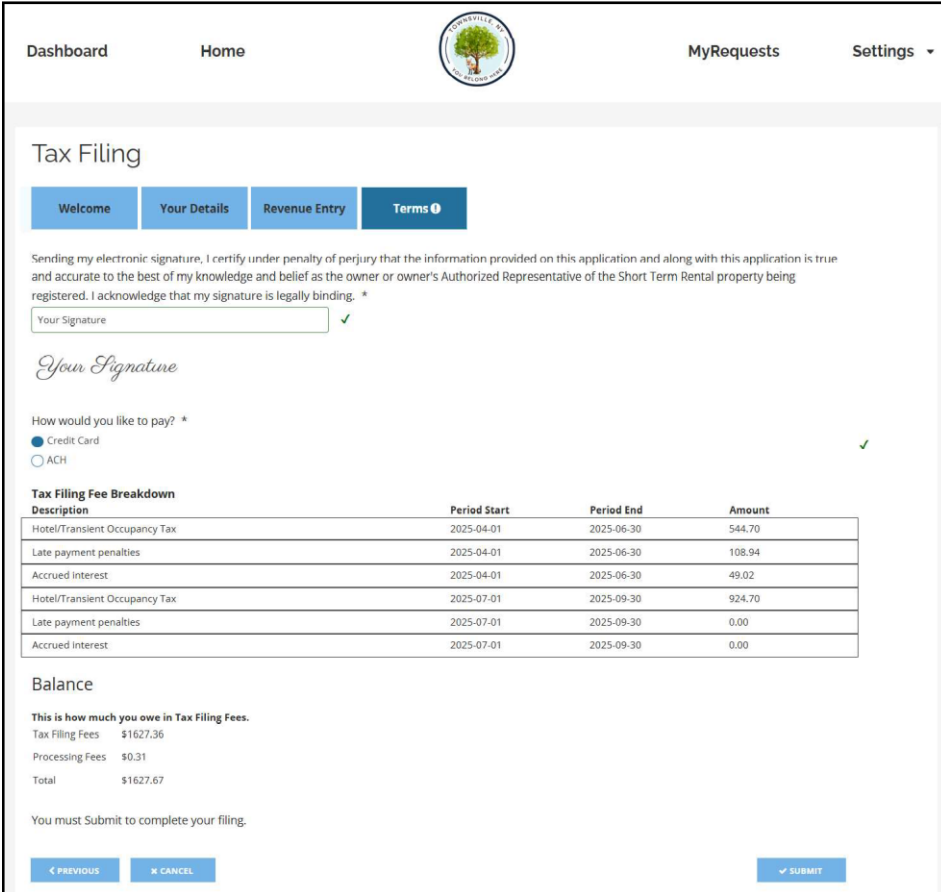 TOWNSVILLE, NY
YOU BELONG HERE
Dashboard Home MyRequests Settings
Tax Filing
Welcome Your Details Revenue Entry Terms
Sending my electronic signature, I certify under penalty of perjury that the information provided on this application and along with this application is true
and accurate to the best of my knowledge and belief as the owner or owner's Authorized Representative of the Short Term Rental property being
registered. I acknowledge that my signature is legally binding. *
Your Signature
Your Signature
How would you like to pay? *
Credit Card
ACH
Tax Filing Fee Breakdown
Description Period Start Period End Amount
Hotel/Transient Occupancy Tax 2025-04-01 2025-06-30 544.70
Late payment penalties 2025-04-01 2025-06-30 108.94
Accrued interest 2025-04-01 2025-06-30 49.02
Hotel/Transient Occupancy Tax 2025-07-01 2025-09-30 924.70
Late payment penalties 2025-07-01 2025-09-30 0.00
Accrued interest 2025-07-01 2025-09-30 0.00
Balance
This is how much you owe in Tax Filing Fees.
Tax Filing Fees $1627.36
Processing Fees $0.31
Total $1627.67
You must Submit to complete your filing.
PREVIOUS CANCEL SUBMIT